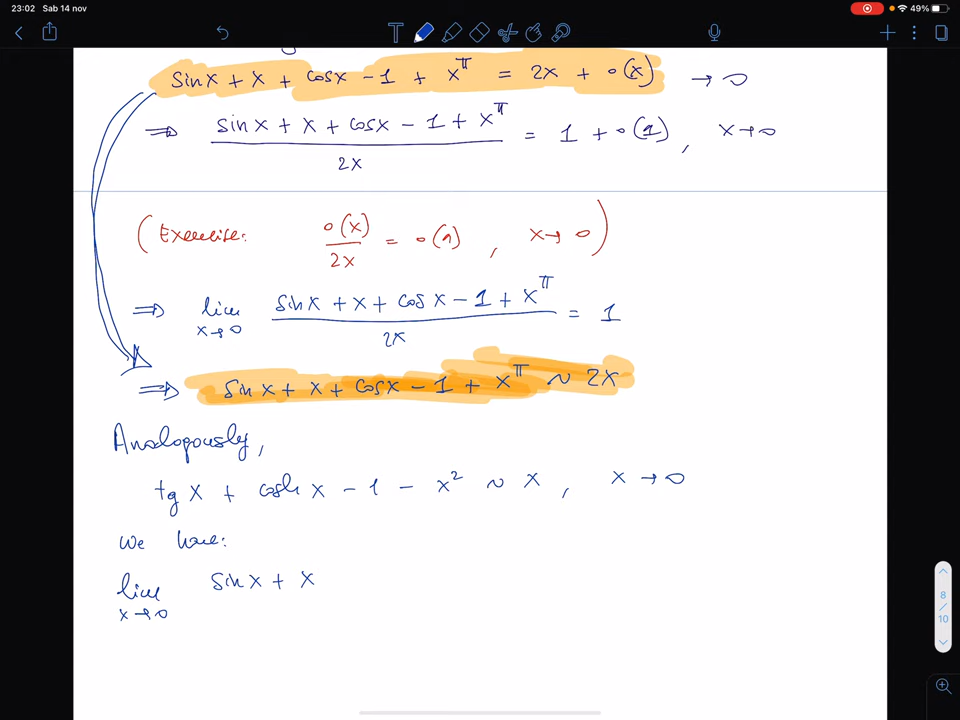 23:02 Sab 14 nov 49%
sin x + x + cos x - 1 + x^π = 2x + o(x) → 0
⇒ (sin x + x + cos x - 1 + x^π) / 2x = 1 + o(1), x → 0
(Exercise: o(x) / 2x = o(1), x → 0)
⇒ lim x→0 (sin x + x + cos x - 1 + x^π) / 2x = 1
⇒ sin x + x + cos x - 1 + x^π ~ 2x
Analogously,
tg x + cosh x - 1 - x² ~ x, x → 0
we have:
lim x→0 sin x + x
8 / 10